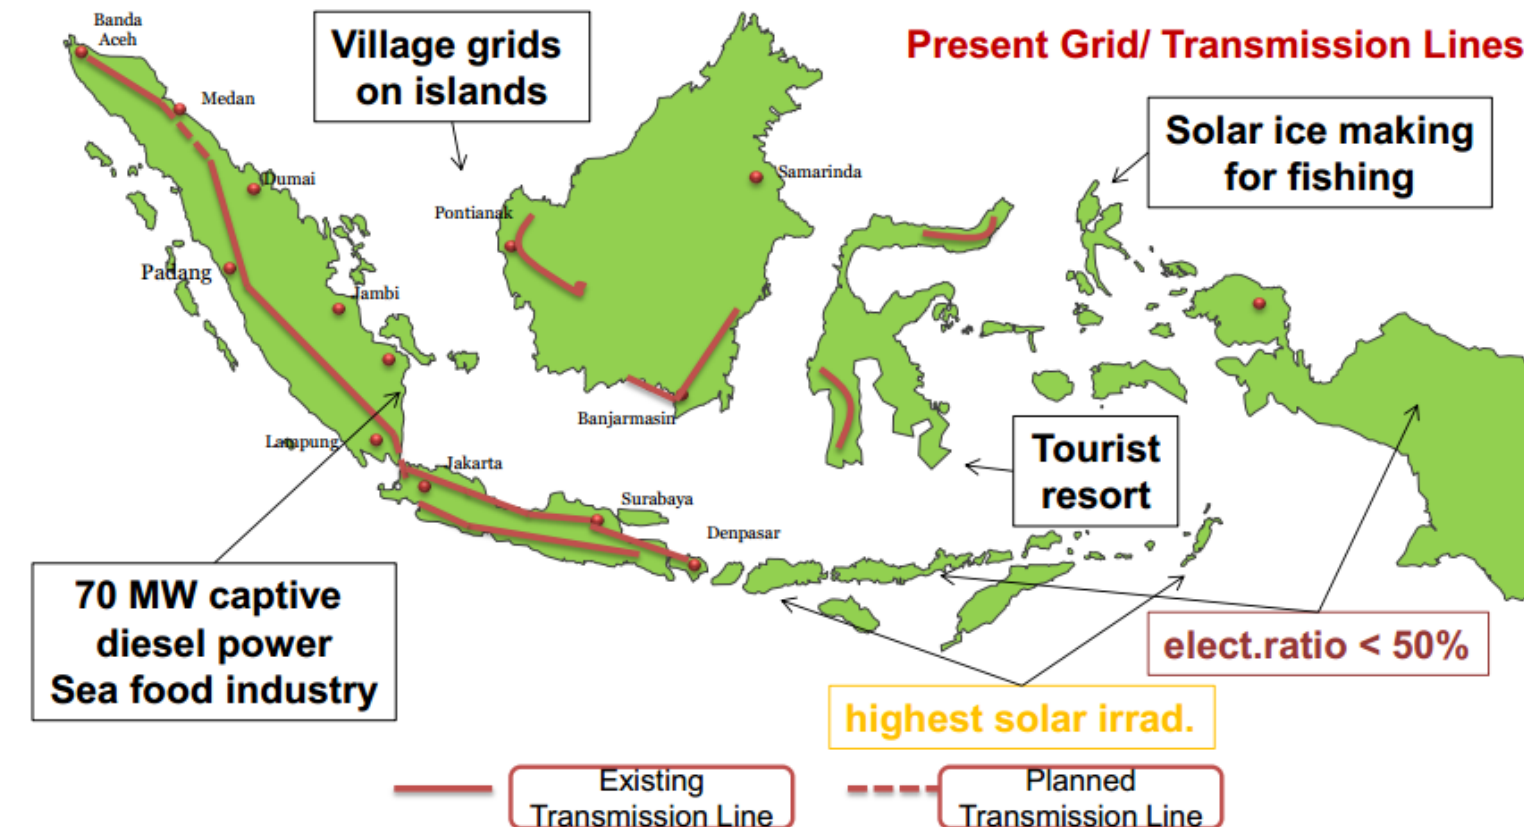 Present Grid/ Transmission Lines
Banda
Aceh
Village grids
on islands
Medan
Solar ice making
for fishing
Dumai
Samarinda
Pontianak
Padang
Jambi
Banjarmasin
Lampung
Tourist
resort
Jakarta
Surabaya
Denpasar
70 MW captive
diesel power
Sea food industry
elect.ratio < 50%
highest solar irrad.
Existing
Transmission Line
Planned
Transmission Line